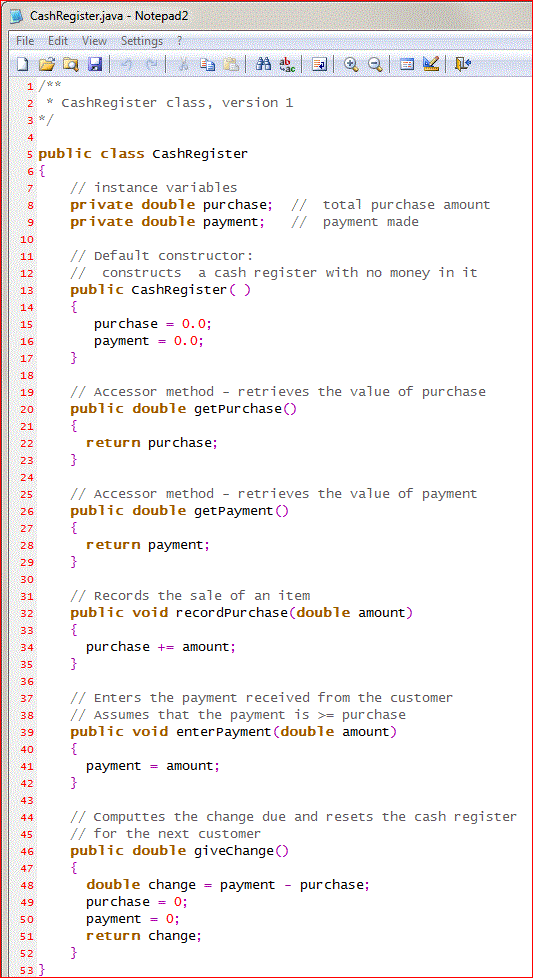 CashRegister.java - Notepad2
File Edit View Settings ?
1 /**
2  * CashRegister class, version 1
3 */
4
5 public class CashRegister
6 {
7     // instance variables
8     private double purchase;  //  total purchase amount
9     private double payment;   //  payment made
10
11     // Default constructor:
12     //  constructs  a cash register with no money in it
13     public CashRegister( )
14     {
15        purchase = 0.0;
16        payment = 0.0;
17     }
18
19     // Accessor method - retrieves the value of purchase
20     public double getPurchase()
21     {
22       return purchase;
23     }
24
25     // Accessor method - retrieves the value of payment
26     public double getPayment()
27     {
28       return payment;
29     }
30
31     // Records the sale of an item
32     public void recordPurchase(double amount)
33     {
34       purchase += amount;
35     }
36
37     // Enters the payment received from the customer
38     // Assumes that the payment is >= purchase
39     public void enterPayment(double amount)
40     {
41       payment = amount;
42     }
43
44     // Computtes the change due and resets the cash register
45     // for the next customer
46     public double giveChange()
47     {
48       double change = payment - purchase;
49       purchase = 0;
50       payment = 0;
51       return change;
52     }
53 }